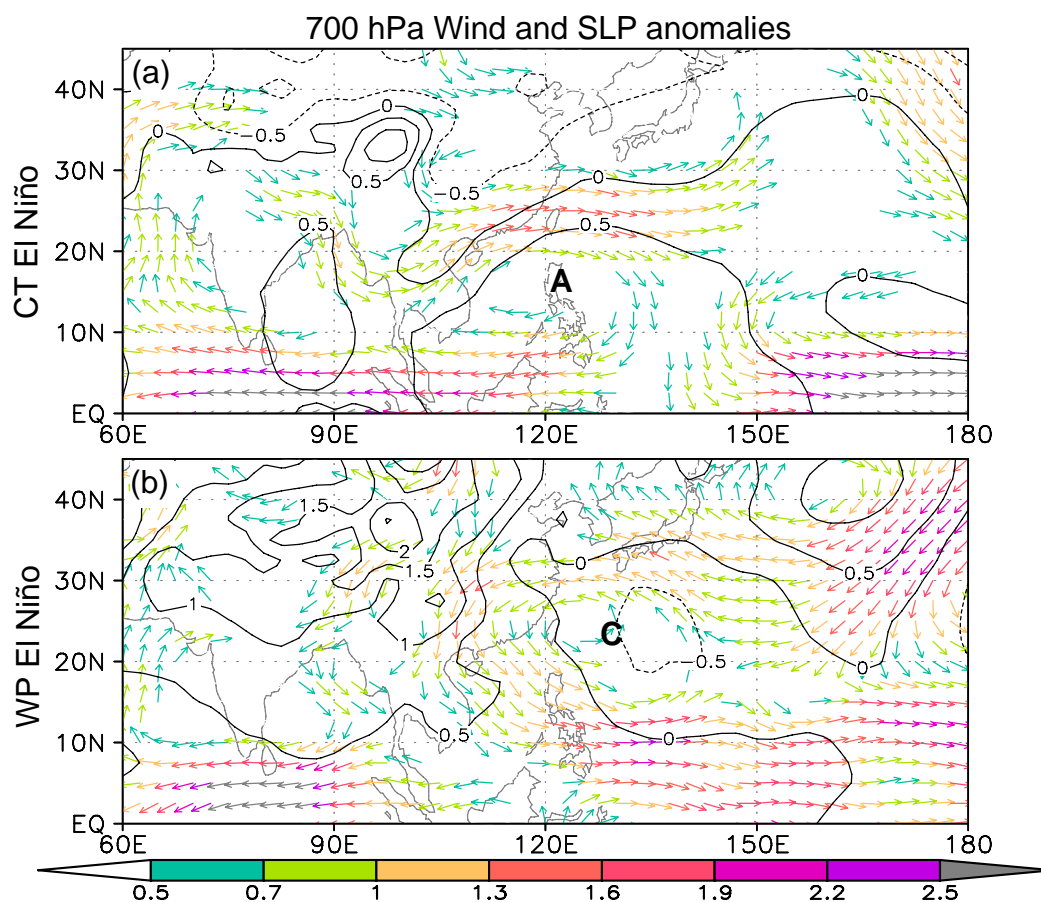 700 hPa Wind and SLP anomalies
(a)
CT El Niño
40N
30N
20N
10N
EQ
0
0
−0.5
0.5
−0.5
0
0.5
0.5
0
0
A
60E 90E 120E 150E 180
(b)
WP El Niño
40N
30N
20N
10N
EQ
1.5
2
1.5
1
1
0
0.5
C
−0.5
0
0.5
0
60E 90E 120E 150E 180
0.5 0.7 1 1.3 1.6 1.9 2.2 2.5